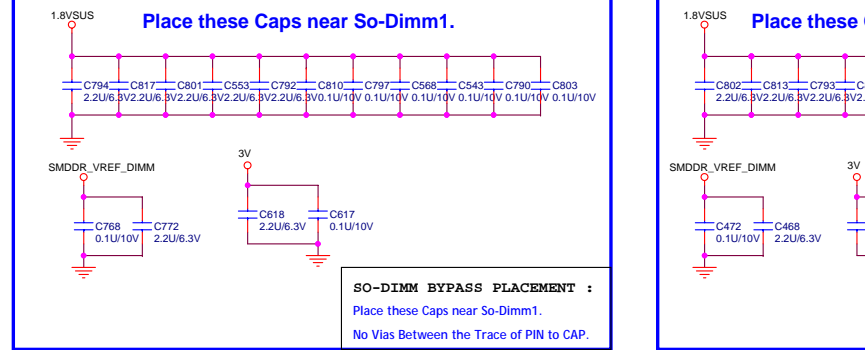 1.8VSUS
Place these Caps near So-Dimm1.
C794 C817 C801 C553 C792 C810 C797 C568 C543 C790 C803
2.2U/6.3V 2.2U/6.3V 2.2U/6.3V 2.2U/6.3V 2.2U/6.3V 0.1U/10V 0.1U/10V 0.1U/10V 0.1U/10V 0.1U/10V 0.1U/10V
SMDDR_VREF_DIMM
3V
C768 C772
0.1U/10V 2.2U/6.3V
C618 C617
2.2U/6.3V 0.1U/10V
SO-DIMM BYPASS PLACEMENT :
Place these Caps near So-Dimm1.
No Vias Between the Trace of PIN to CAP.
1.8VSUS
Place these
C802 C813 C793
2.2U/6.3V 2.2U/6.3V 2.2U/6.3V
SMDDR_VREF_DIMM
3V
C472 C468
0.1U/10V 2.2U/6.3V